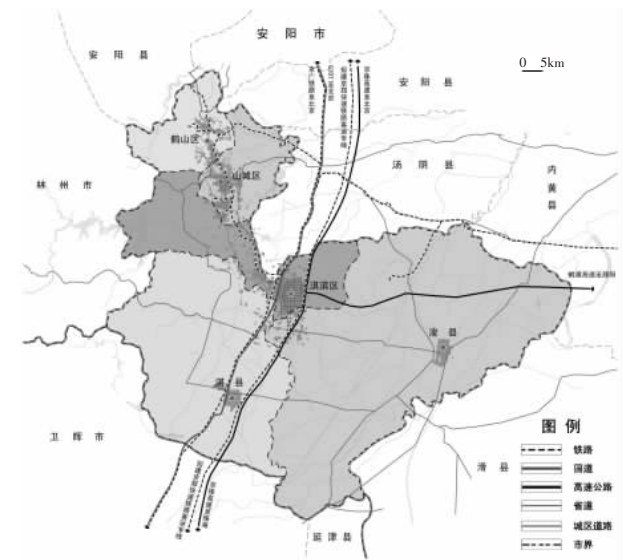 安阳市
安阳县
0 5km
安阳县
鹤山区
汤阴县
内黄县
山城区
林州市
淇滨区
浚县
淇县
图例
铁路
国道
高速公路
省道
城区道路
市界
卫辉市
滑县
延津县